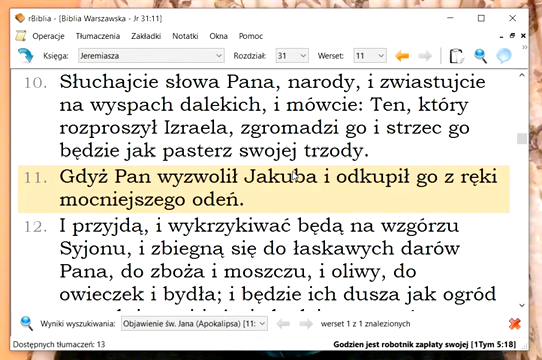 rBiblia - [Biblia Warszawska - Jr 31:11]
Operacje Tłumaczenia Zakładki Notatki Okna Pomoc
Księga: Jeremiasza Rozdział: 31 Werset: 11
10. Słuchajcie słowa Pana, narody, i zwiastujcie
na wyspach dalekich, i mówcie: Ten, który
rozproszył Izraela, zgromadzi go i strzec go
będzie jak pasterz swojej trzody.
11. Gdyż Pan wyzwolił Jakuba i odkupił go z ręki
mocniejszego odeń.
12. I przyjdą, i wykrzykiwać będą na wzgórzu
Syjonu, i zbiegną się do łaskawych darów
Pana, do zboża i moszczu, i oliwy, do
owieczek i bydła; i będzie ich dusza jak ogród
Wyniki wyszukiwania: Objawienie św. Jana (Apokalipsa) [11: werset 1 z 1 znalezionych
Dostępnych tłumaczeń: 13 Godzien jest robotnik zapłaty swojej [1Tym 5:18]